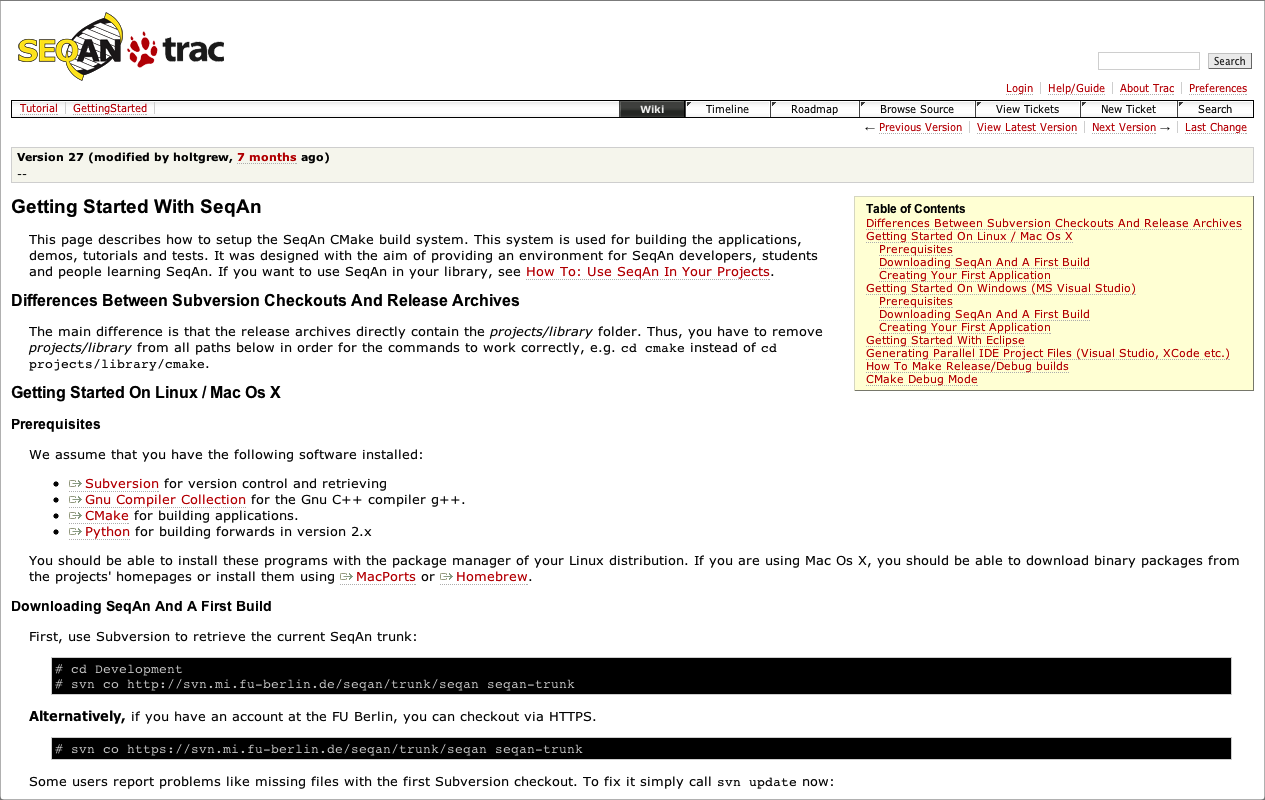 SEQAN trac
Search
Login Help/Guide About Trac Preferences
Tutorial GettingStarted Wiki Timeline Roadmap Browse Source View Tickets New Ticket Search
← Previous Version View Latest Version Next Version → Last Change
Version 27 (modified by holtgrew, 7 months ago)
--
Getting Started With SeqAn
This page describes how to setup the SeqAn CMake build system. This system is used for building the applications,
demos, tutorials and tests. It was designed with the aim of providing an environment for SeqAn developers, students
and people learning SeqAn. If you want to use SeqAn in your library, see How To: Use SeqAn In Your Projects.
Differences Between Subversion Checkouts And Release Archives
The main difference is that the release archives directly contain the projects/library folder. Thus, you have to remove
projects/library from all paths below in order for the commands to work correctly, e.g. cd cmake instead of cd
projects/library/cmake.
Table of Contents
Differences Between Subversion Checkouts And Release Archives
Getting Started On Linux / Mac Os X
Prerequisites
Downloading SeqAn And A First Build
Creating Your First Application
Getting Started On Windows (MS Visual Studio)
Prerequisites
Downloading SeqAn And A First Build
Creating Your First Application
Getting Started With Eclipse
Generating Parallel IDE Project Files (Visual Studio, XCode etc.)
How To Make Release/Debug builds
CMake Debug Mode
Getting Started On Linux / Mac Os X
Prerequisites
We assume that you have the following software installed:
• Subversion for version control and retrieving
• Gnu Compiler Collection for the Gnu C++ compiler g++.
• CMake for building applications.
• Python for building forwards in version 2.x
You should be able to install these programs with the package manager of your Linux distribution. If you are using Mac Os X, you should be able to download binary packages from
the projects' homepages or install them using MacPorts or Homebrew.
Downloading SeqAn And A First Build
First, use Subversion to retrieve the current SeqAn trunk:
# cd Development
# svn co http://svn.mi.fu-berlin.de/seqan/trunk/seqan seqan-trunk
Alternatively, if you have an account at the FU Berlin, you can checkout via HTTPS.
# svn co https://svn.mi.fu-berlin.de/seqan/trunk/seqan seqan-trunk
Some users report problems like missing files with the first Subversion checkout. To fix it simply call svn update now: